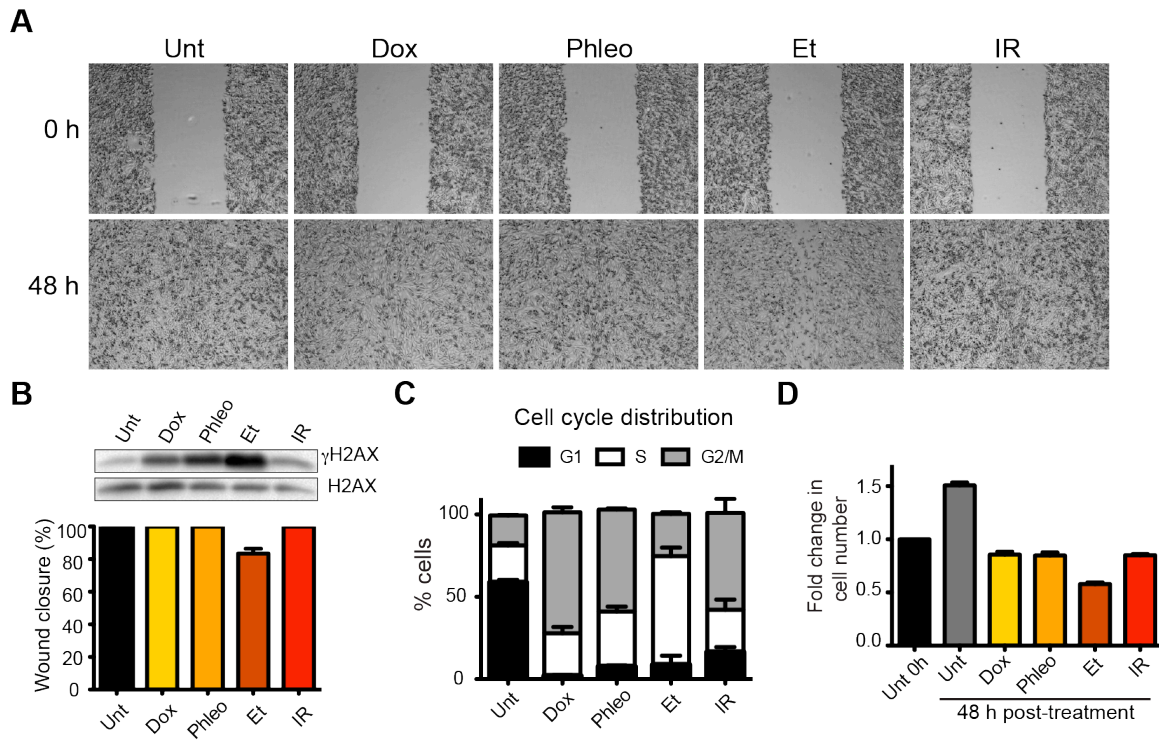 A
Unt Dox Phleo Et IR
0 h
48 h
B
Unt Dox Phleo Et IR
γH2AX
H2AX
Wound closure (%)
100
80
60
40
20
0
Unt Dox Phleo Et IR
C
Cell cycle distribution
G1 S G2/M
% cells
100
50
0
Unt Dox Phleo Et IR
D
Fold change in
cell number
1.5
1.0
0.5
0.0
Unt 0h Unt Dox Phleo Et IR
48 h post-treatment